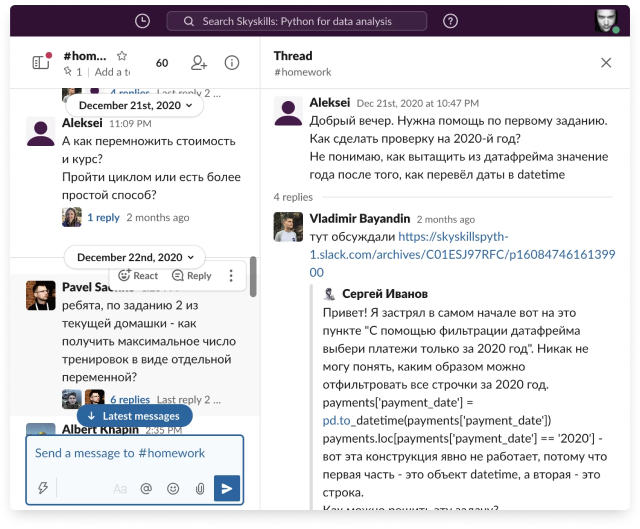 Search Skyskills: Python for data analysis
#hom...
60
1 | Add a
4 replies Last reply 2 ...
December 21st, 2020
Aleksei 11:09 PM
А как перемножить стоимость
и курс?
Пройти циклом или есть более
простой способ?
1 reply 2 months ago
December 22nd, 2020
React
Reply
Pavel
ребята, по заданию 2 из
текущей домашки - как
получить максимальное число
тренировок в виде отдельной
переменной?
6 replies Last reply 2 ...
Latest messages
Albert Khapin 2:35 PM
Send a message to #homework
Aa
Thread
#homework
Aleksei Dec 21st, 2020 at 10:47 PM
Добрый вечер. Нужна помощь по первому заданию.
Как сделать проверку на 2020-й год?
Не понимаю, как вытащить из датафрейма значение
года после того, как перевёл даты в datetime
4 replies
Vladimir Bayandin 2 months ago
тут обсуждали https://skyskillspyth-
1.slack.com/archives/C01ESJ97RFC/p16084746161399
00
Сергей Иванов
Привет! Я застрял в самом начале вот на это
пункте "С помощью фильтрации датафрейма
выбери платежи только за 2020 год". Никак не
могу понять, каким образом можно
отфильтровать все строчки за 2020 год.
payments['payment_date'] =
pd.to_datetime(payments['payment_date'])
payments.loc[payments['payment_date'] == '2020'] -
вот эта конструкция явно не работает, потому что
первая часть - это объект datetime, а вторая - это
строка.
Как можно решить эту задачу?